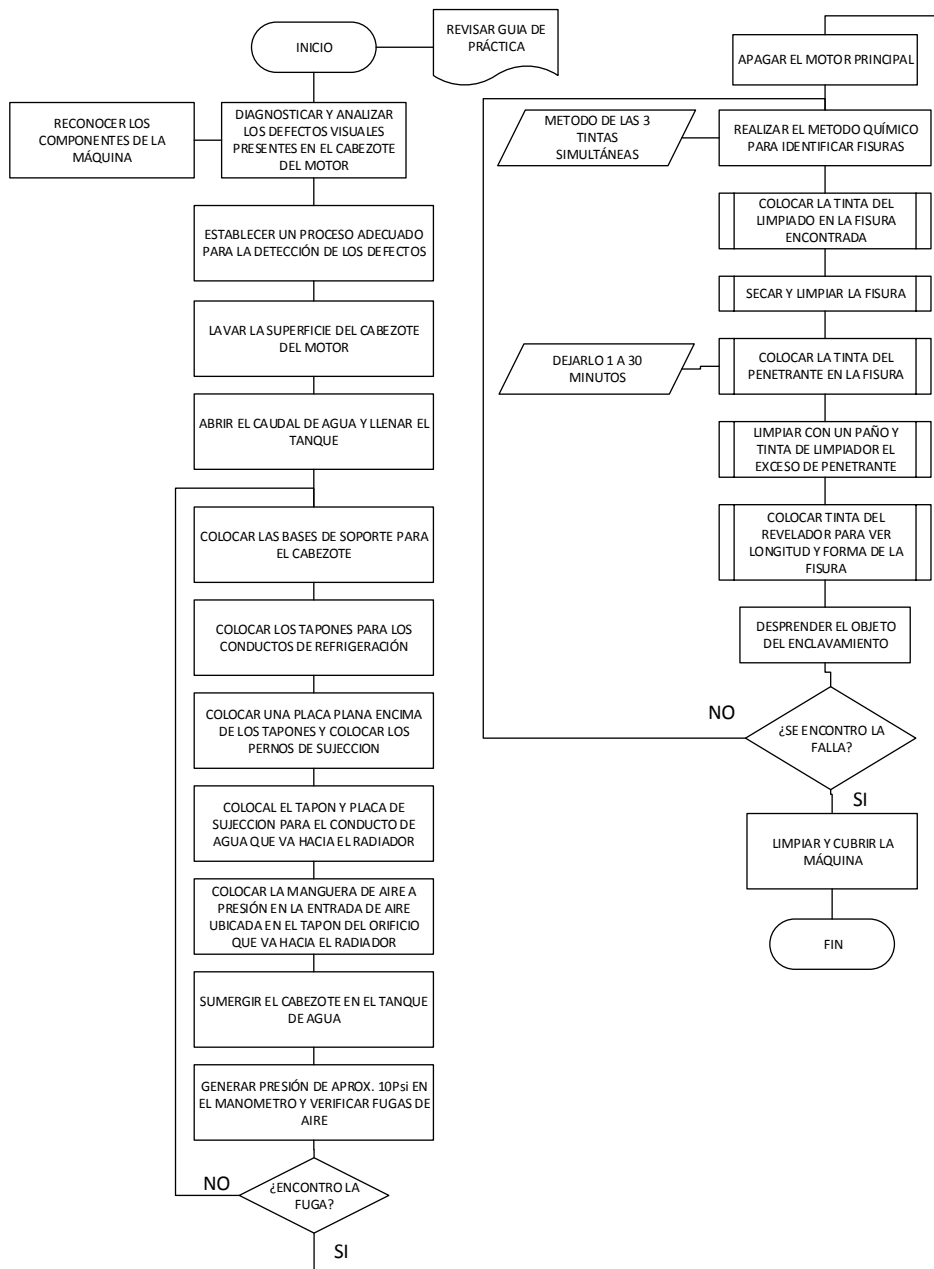 INICIO
REVISAR GUIA DE
PRÁCTICA
RECONOCER LOS
COMPONENTES DE LA
MÁQUINA
DIAGNOSTICAR Y ANALIZAR
LOS DEFECTOS VISUALES
PRESENTES EN EL CABEZOTE
DEL MOTOR
ESTABLECER UN PROCESO ADECUADO
PARA LA DETECCIÓN DE LOS DEFECTOS
LAVAR LA SUPERFICIE DEL CABEZOTE
DEL MOTOR
ABRIR EL CAUDAL DE AGUA Y LLENAR EL
TANQUE
COLOCAR LAS BASES DE SOPORTE PARA
EL CABEZOTE
COLOCAR LOS TAPONES PARA LOS
CONDUCTOS DE REFRIGERACIÓN
COLOCAR UNA PLACA PLANA ENCIMA
DE LOS TAPONES Y COLOCAR LOS
PERNOS DE SUJECCION
COLOCAL EL TAPON Y PLACA DE
SUJECCION PARA EL CONDUCTO DE
AGUA QUE VA HACIA EL RADIADOR
COLOCAR LA MANGUERA DE AIRE A
PRESIÓN EN LA ENTRADA DE AIRE
UBICADA EN EL TAPON DEL ORIFICIO
QUE VA HACIA EL RADIADOR
SUMERGIR EL CABEZOTE EN EL TANQUE
DE AGUA
GENERAR PRESIÓN DE APROX. 10Psi EN
EL MANOMETRO Y VERIFICAR FUGAS DE
AIRE
¿ENCONTRO LA
FUGA?
NO
SI
APAGAR EL MOTOR PRINCIPAL
METODO DE LAS 3
TINTAS
SIMULTÁNEAS
REALIZAR EL METODO QUÍMICO
PARA IDENTIFICAR FISURAS
COLOCAR LA TINTA DEL
LIMPIADO EN LA FISURA
ENCONTRADA
SECAR Y LIMPIAR LA FISURA
DEJARLO 1 A 30
MINUTOS
COLOCAR LA TINTA DEL
PENETRANTE EN LA FISURA
LIMPIAR CON UN PAÑO Y
TINTA DE LIMPIADOR EL
EXCESO DE PENETRANTE
COLOCAR TINTA DEL
REVELADOR PARA VER
LONGITUD Y FORMA DE LA
FISURA
DESPRENDER EL OBJETO
DEL ENCLAVAMIENTO
NO
¿SE ENCONTRO LA
FALLA?
SI
LIMPIAR Y CUBRIR LA
MÁQUINA
FIN